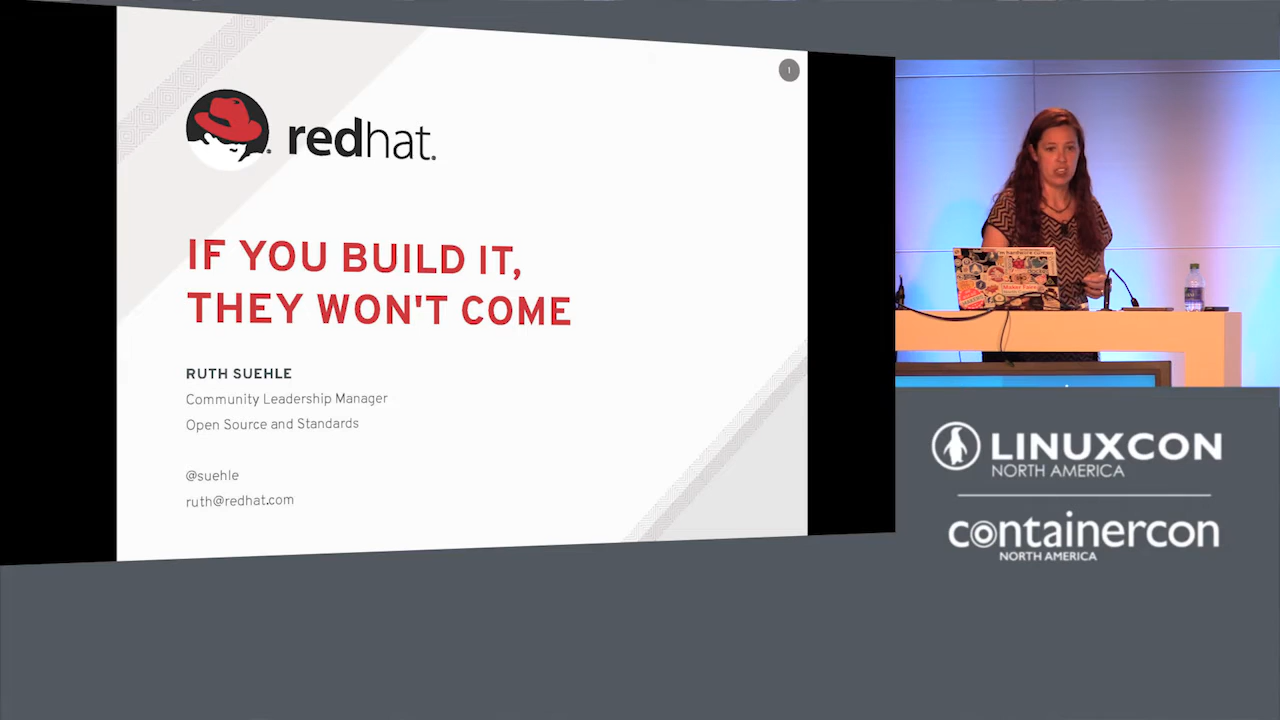 1
redhat.
IF YOU BUILD IT,
THEY WON'T COME
RUTH SUEHLE
Community Leadership Manager
Open Source and Standards
@suehle
ruth@redhat.com
LINUXCON
NORTH AMERICA
containercon
NORTH AMERICA